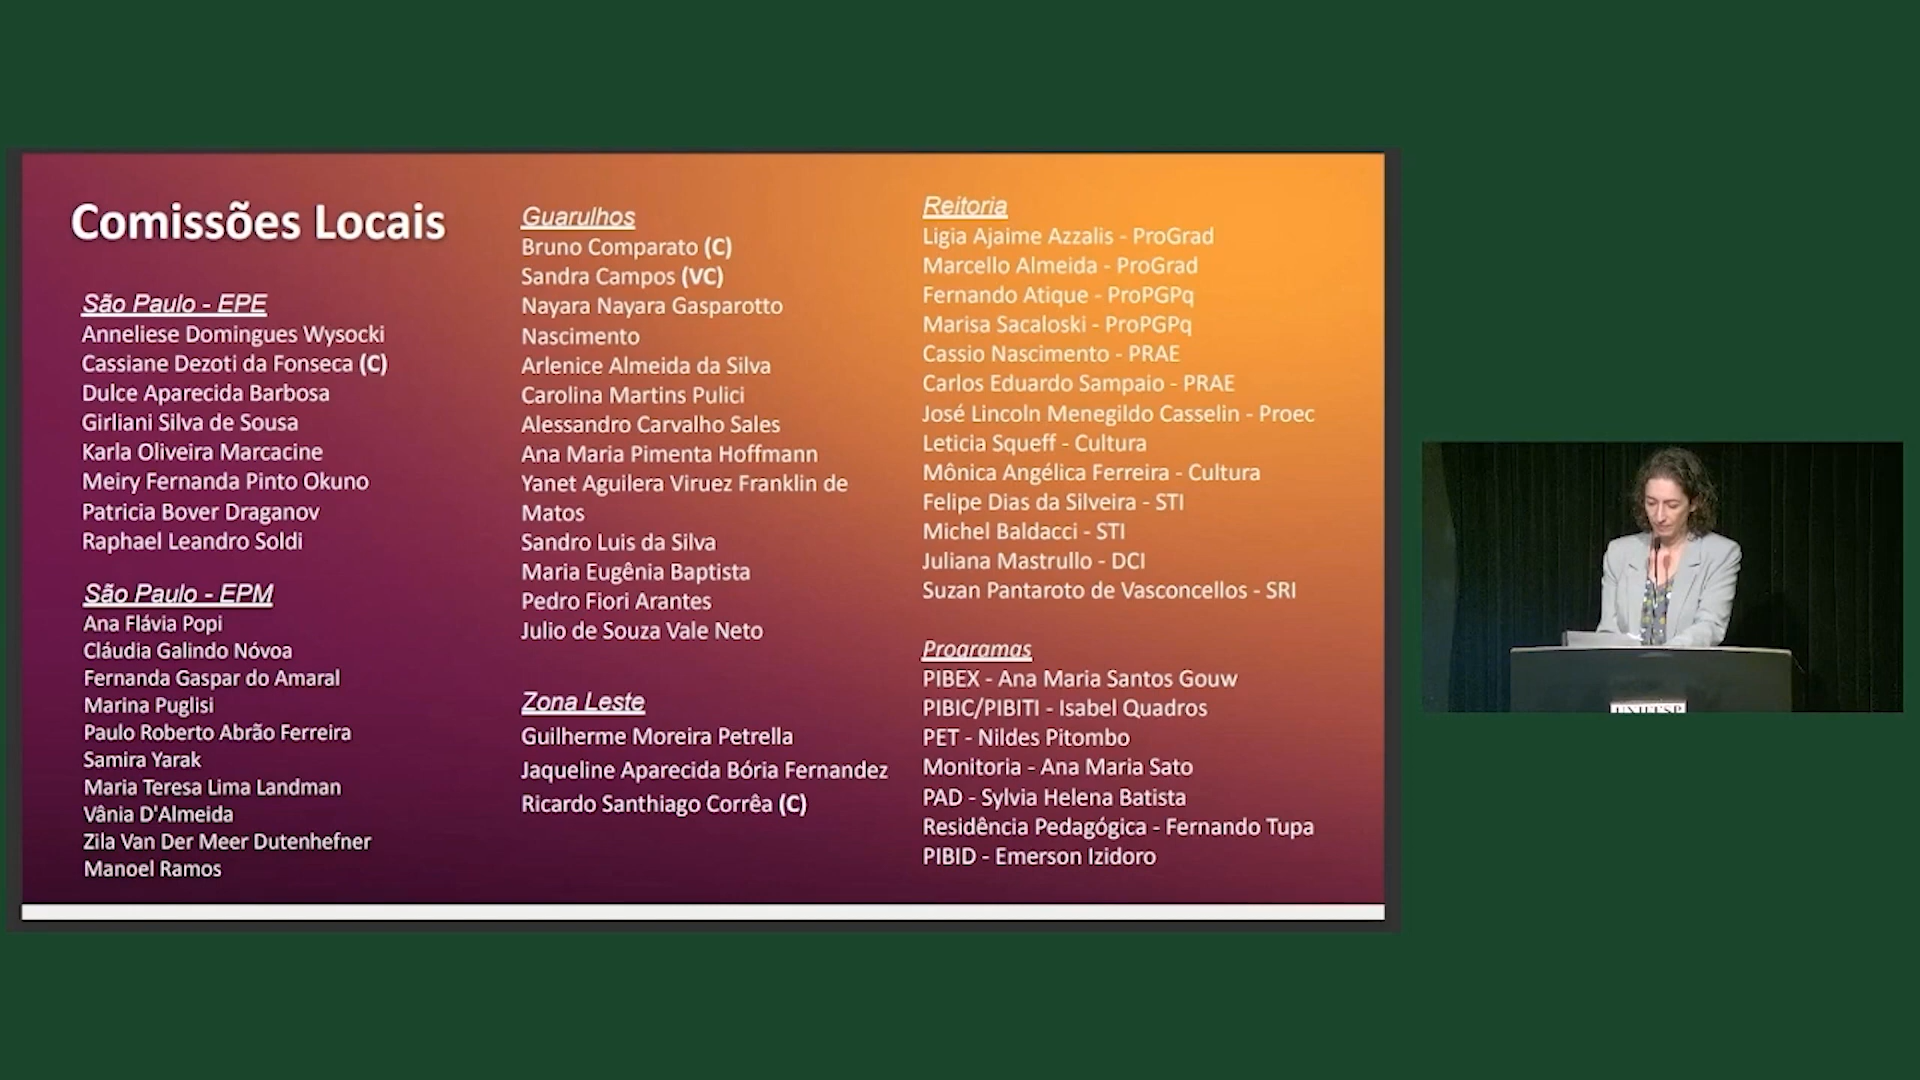 Comissões Locais
São Paulo - EPE
Anneliese Domingues Wysocki
Cassiane Dezoti da Fonseca (C)
Dulce Aparecida Barbosa
Girliani Silva de Sousa
Karla Oliveira Marcacine
Meiry Fernanda Pinto Okuno
Patricia Bover Draganov
Raphael Leandro Soldi
São Paulo - EPM
Ana Flávia Popi
Cláudia Galindo Nóvoa
Fernanda Gaspar do Amaral
Marina Puglisi
Paulo Roberto Abrão Ferreira
Samira Yarak
Maria Teresa Lima Landman
Vânia D'Almeida
Zila Van Der Meer Dutenhefner
Manoel Ramos
Guarulhos
Bruno Comparato (C)
Sandra Campos (VC)
Nayara Nayara Gasparotto
Nascimento
Arlenice Almeida da Silva
Carolina Martins Pulici
Alessandro Carvalho Sales
Ana Maria Pimenta Hoffmann
Yanet Aguilera Viruez Franklin de
Matos
Sandro Luis da Silva
Maria Eugênia Baptista
Pedro Fiori Arantes
Julio de Souza Vale Neto
Zona Leste
Guilherme Moreira Petrella
Jaqueline Aparecida Bória Fernandez
Ricardo Santhiago Corrêa (C)
Reitoria
Ligia Ajaime Azzalis - ProGrad
Marcello Almeida - ProGrad
Fernando Atique - ProPGPq
Marisa Sacaloski - ProPGPq
Cassio Nascimento - PRAE
Carlos Eduardo Sampaio - PRAE
José Lincoln Menegildo Casselin - Proec
Leticia Squeff - Cultura
Mônica Angélica Ferreira - Cultura
Felipe Dias da Silveira - STI
Michel Baldacci - STI
Juliana Mastrullo - DCI
Suzan Pantaroto de Vasconcellos - SRI
Programas
PIBEX - Ana Maria Santos Gouw
PIBIC/PIBITI - Isabel Quadros
PET - Nildes Pitombo
Monitoria - Ana Maria Sato
PAD - Sylvia Helena Batista
Residência Pedagógica - Fernando Tupa
PIBID - Emerson Izidoro
UNIFESP